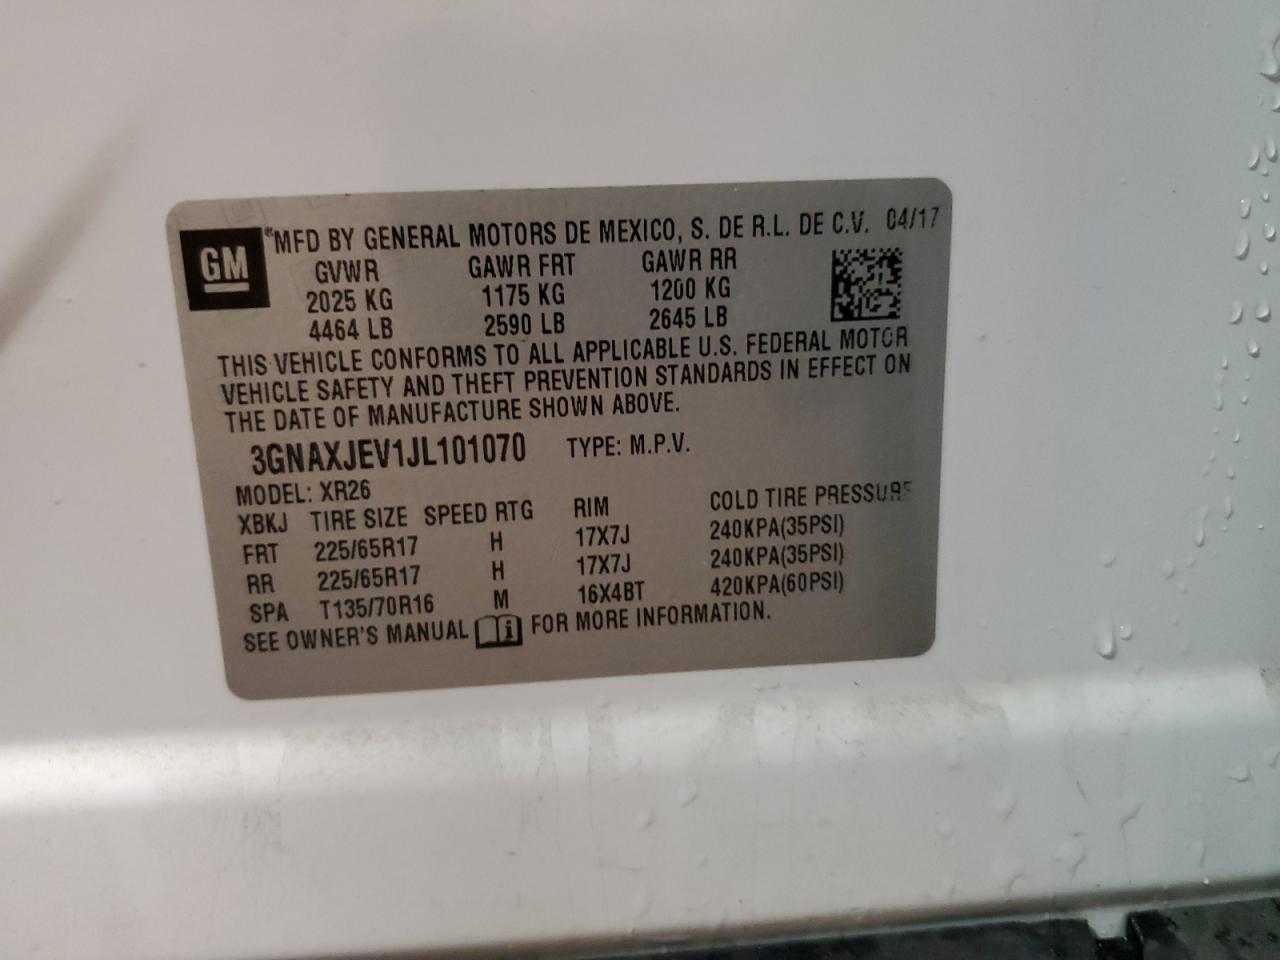 GM ® MFD BY GENERAL MOTORS DE MEXICO, S. DE R.L. DE C.V. 04/17
GVWR GAWR FRT GAWR RR
2025 KG 1175 KG 1200 KG
4464 LB 2590 LB 2645 LB
THIS VEHICLE CONFORMS TO ALL APPLICABLE U.S. FEDERAL MOTOR
VEHICLE SAFETY AND THEFT PREVENTION STANDARDS IN EFFECT ON
THE DATE OF MANUFACTURE SHOWN ABOVE.
3GNAXJEV1JL101070 TYPE: M.P.V.
MODEL: XR26
XBKJ TIRE SIZE SPEED RTG RIM COLD TIRE PRESSURE
FRT 225/65R17 H 17X7J 240KPA(35PSI)
RR 225/65R17 H 17X7J 240KPA(35PSI)
SPA T135/70R16 M 16X4BT 420KPA(60PSI)
SEE OWNER'S MANUAL i FOR MORE INFORMATION.